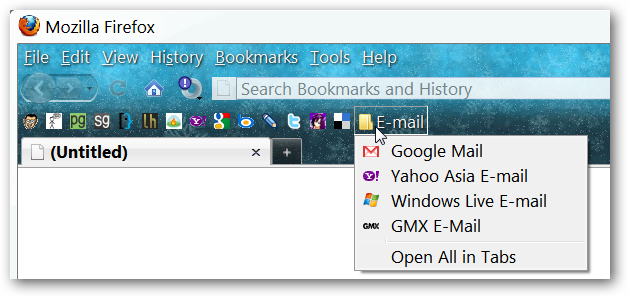 Mozilla Firefox
File Edit View History Bookmarks Tools Help
Search Bookmarks and History
pg sg lh E-mail
(Untitled)
Google Mail
Yahoo Asia E-mail
Windows Live E-mail
GMX GMX E-Mail
Open All in Tabs